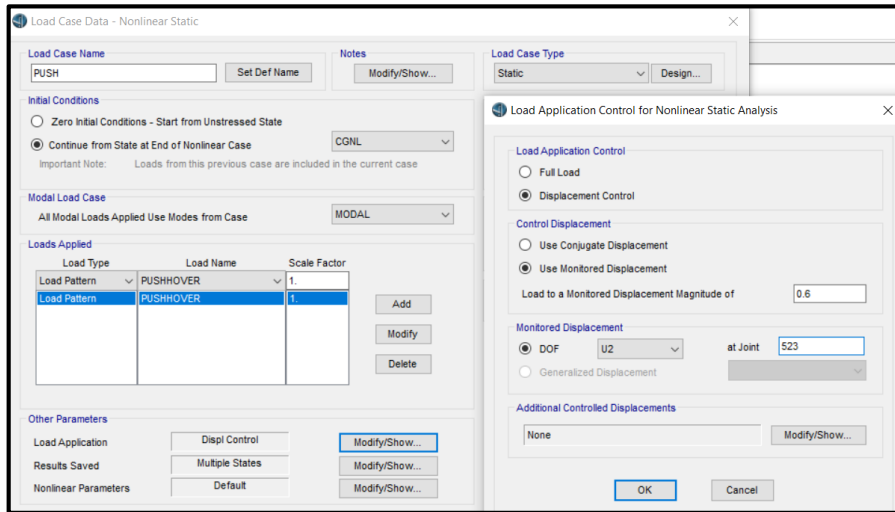 Load Case Data - Nonlinear Static
Load Case Name
PUSH
Set Def Name
Notes
Modify/Show...
Load Case Type
Static
Design...
Initial Conditions
Zero Initial Conditions - Start from Unstressed State
Continue from State at End of Nonlinear Case
CGNL
Important Note: Loads from this previous case are included in the current case
Modal Load Case
All Modal Loads Applied Use Modes from Case
MODAL
Loads Applied
Load Type Load Name Scale Factor
Load Pattern PUSHHOVER 1.
Load Pattern PUSHHOVER 1.
Add
Modify
Delete
Other Parameters
Load Application Displ Control Modify/Show...
Results Saved Multiple States Modify/Show...
Nonlinear Parameters Default Modify/Show...
Load Application Control for Nonlinear Static Analysis
Load Application Control
Full Load
Displacement Control
Control Displacement
Use Conjugate Displacement
Use Monitored Displacement
Load to a Monitored Displacement Magnitude of 0.6
Monitored Displacement
DOF U2 at Joint 523
Generalized Displacement
Additional Controlled Displacements
None Modify/Show...
OK Cancel